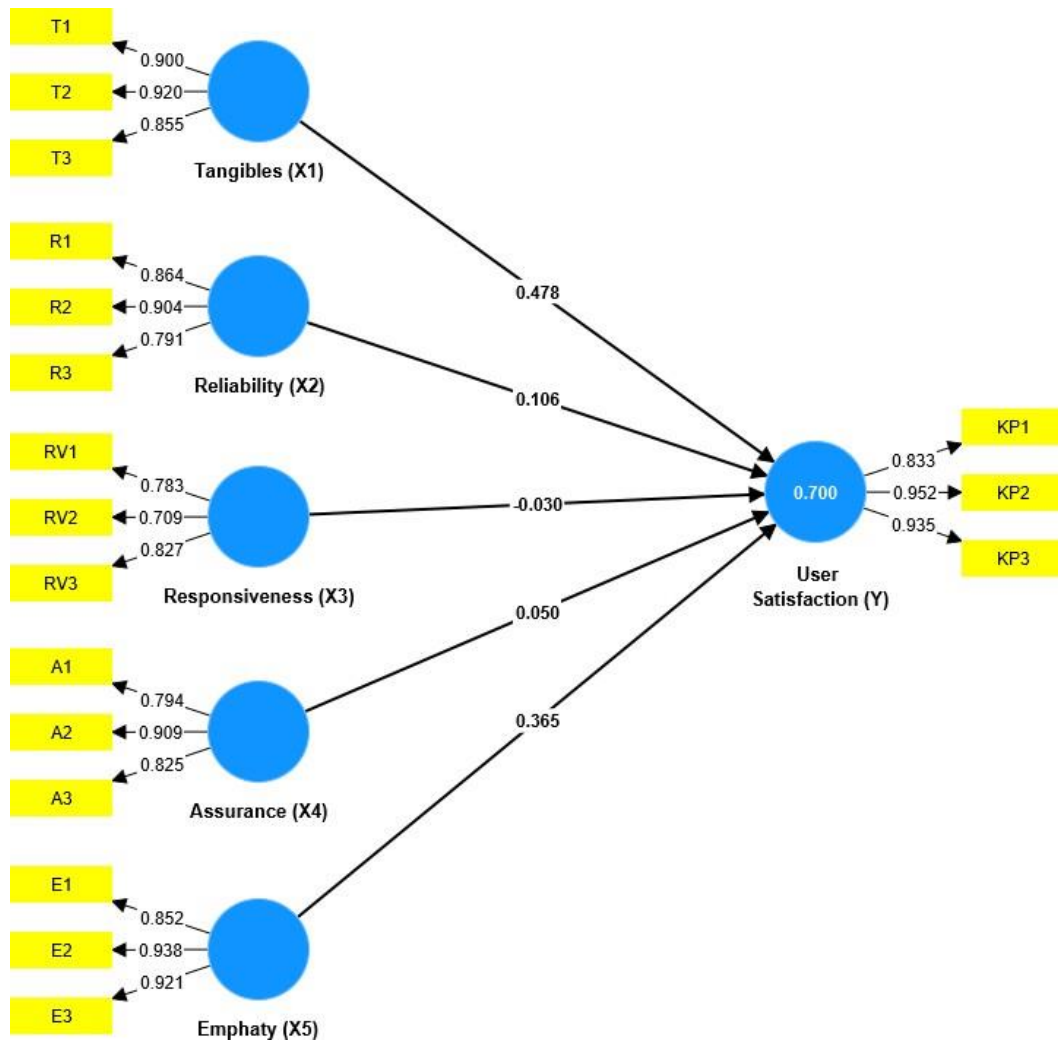 T1
0.900
T2
0.920
0.855
T3
Tangibles (X1)
R1
0.864
R2
0.904
0.791
R3
Reliability (X2)
RV1
0.783
RV2
0.709
0.827
RV3
Responsiveness (X3)
A1
0.794
A2
0.909
0.825
A3
Assurance (X4)
E1
0.852
E2
0.938
0.921
E3
Emphaty (X5)
0.478
0.106
-0.030
0.050
0.365
0.700
User
Satisfaction (Y)
KP1
0.833
0.952
KP2
0.935
KP3